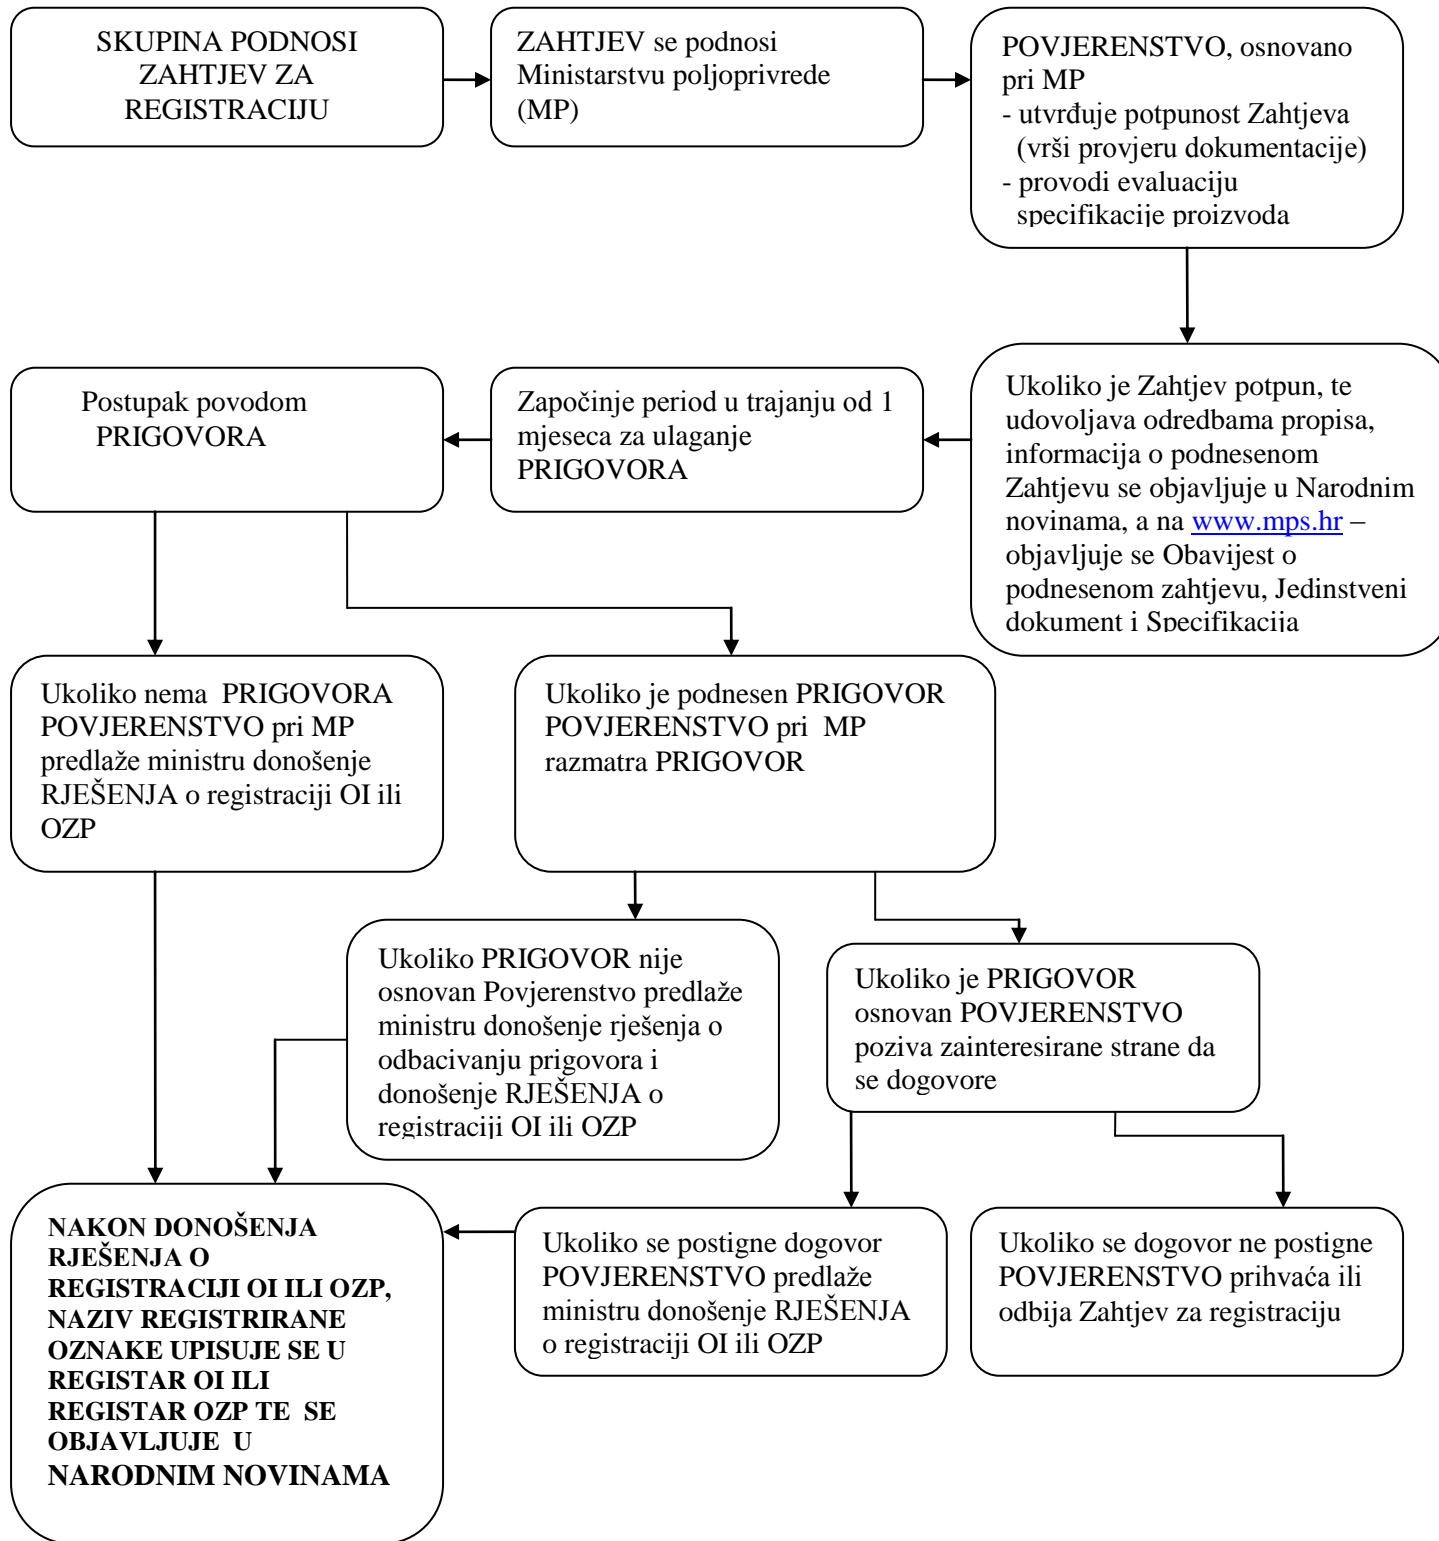 SKUPINA PODNOSI
ZAHTJEV ZA
REGISTRACIJU
ZAHTJEV se podnosi
Ministarstvu poljoprivrede
(MP)
POVJERENSTVO, osnovano
pri MP
- utvrđuje potpunost Zahtjeva
(vrši provjeru dokumentacije)
- provodi evaluaciju
specifikacije proizvoda
Ukoliko je Zahtjev potpun, te
udovoljava odredbama propisa,
informacija o podnesenom
Zahtjevu se objavljuje u Narodnim
novinama, a na www.mps.hr –
objavljuje se Obavijest o
podnesenom zahtjevu, Jedinstveni
dokument i Specifikacija
Započinje period u trajanju od 1
mjeseca za ulaganje
PRIGOVORA
Postupak povodom
PRIGOVORA
Ukoliko nema  PRIGOVORA
POVJERENSTVO pri MP
predlaže ministru donošenje
RJEŠENJA o registraciji OI ili
OZP
Ukoliko je podnesen PRIGOVOR
POVJERENSTVO pri  MP
razmatra PRIGOVOR
Ukoliko PRIGOVOR nije
osnovan Povjerenstvo predlaže
ministru donošenje rješenja o
odbacivanju prigovora i
donošenje RJEŠENJA o
registraciji OI ili OZP
Ukoliko je PRIGOVOR
osnovan POVJERENSTVO
poziva zainteresirane strane da
se dogovore
NAKON DONOŠENJA
RJEŠENJA O
REGISTRACIJI OI ILI OZP,
NAZIV REGISTRIRANE
OZNAKE UPISUJE SE U
REGISTAR OI ILI
REGISTAR OZP TE  SE
OBJAVLJUJE  U
NARODNIM NOVINAMA
Ukoliko se postigne dogovor
POVJERENSTVO predlaže
ministru donošenje RJEŠENJA
o registraciji OI ili OZP
Ukoliko se dogovor ne postigne
POVJERENSTVO prihvaća ili
odbija Zahtjev za registraciju